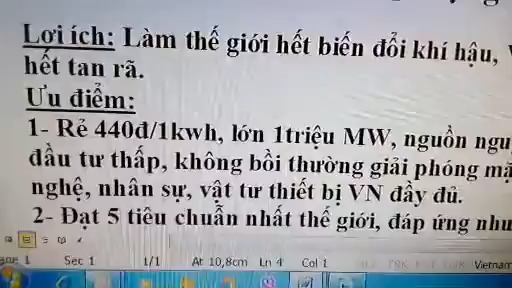 Lợi ích: Làm thế giới hết biến đổi khí hậu,
hết tan rã.
Ưu điểm:
1- Rẻ 440đ/1kwh, lớn 1triệu MW, nguồn
đầu tư thấp, không bồi thường giải phóng
nghệ, nhân sự, vật tư thiết bị VN đầy đủ.
2- Đạt 5 tiêu chuẩn nhất thế giới, đáp ứng
Sec 1 1/1 At 10,8cm Ln 4 Col 1